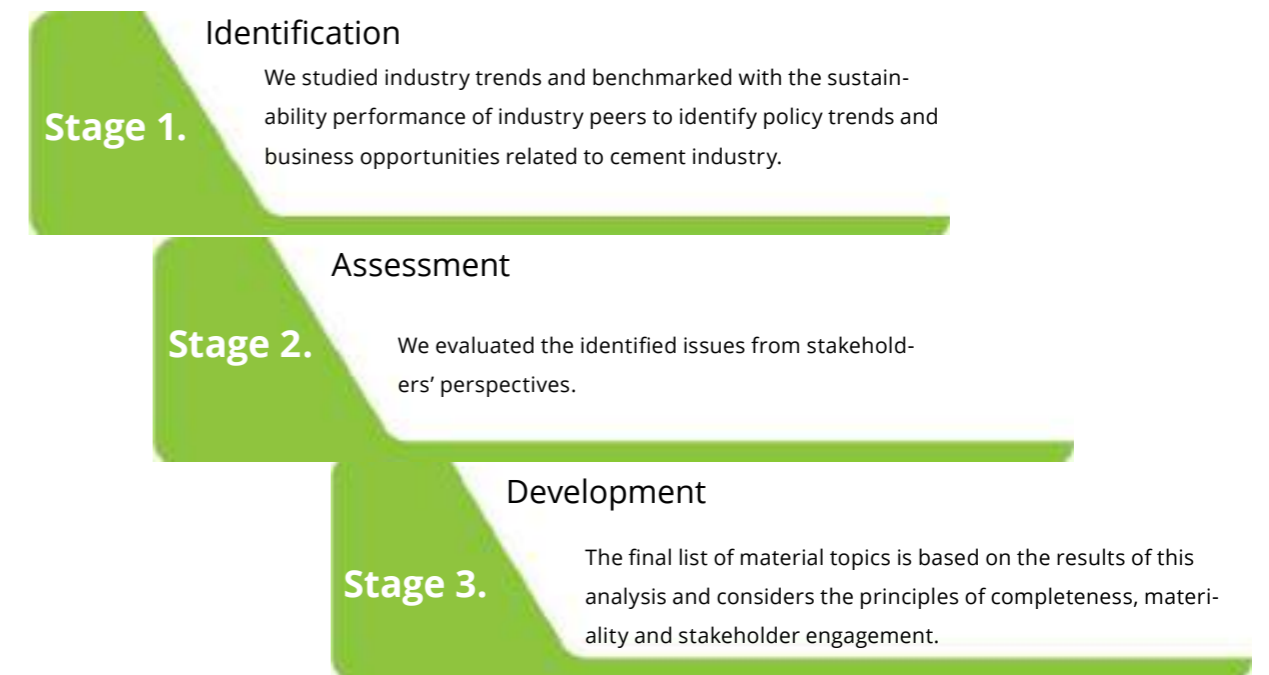 Identification
We studied industry trends and benchmarked with the sustain-
ability performance of industry peers to identify policy trends and
Stage 1.
business opportunities related to cement industry.
Assessment
Stage 2.
We evaluated the identified issues from stakehold-
ers’ perspectives.
Development
The final list of material topics is based on the results of this
Stage 3.
analysis and considers the principles of completeness, materi-
ality and stakeholder engagement.